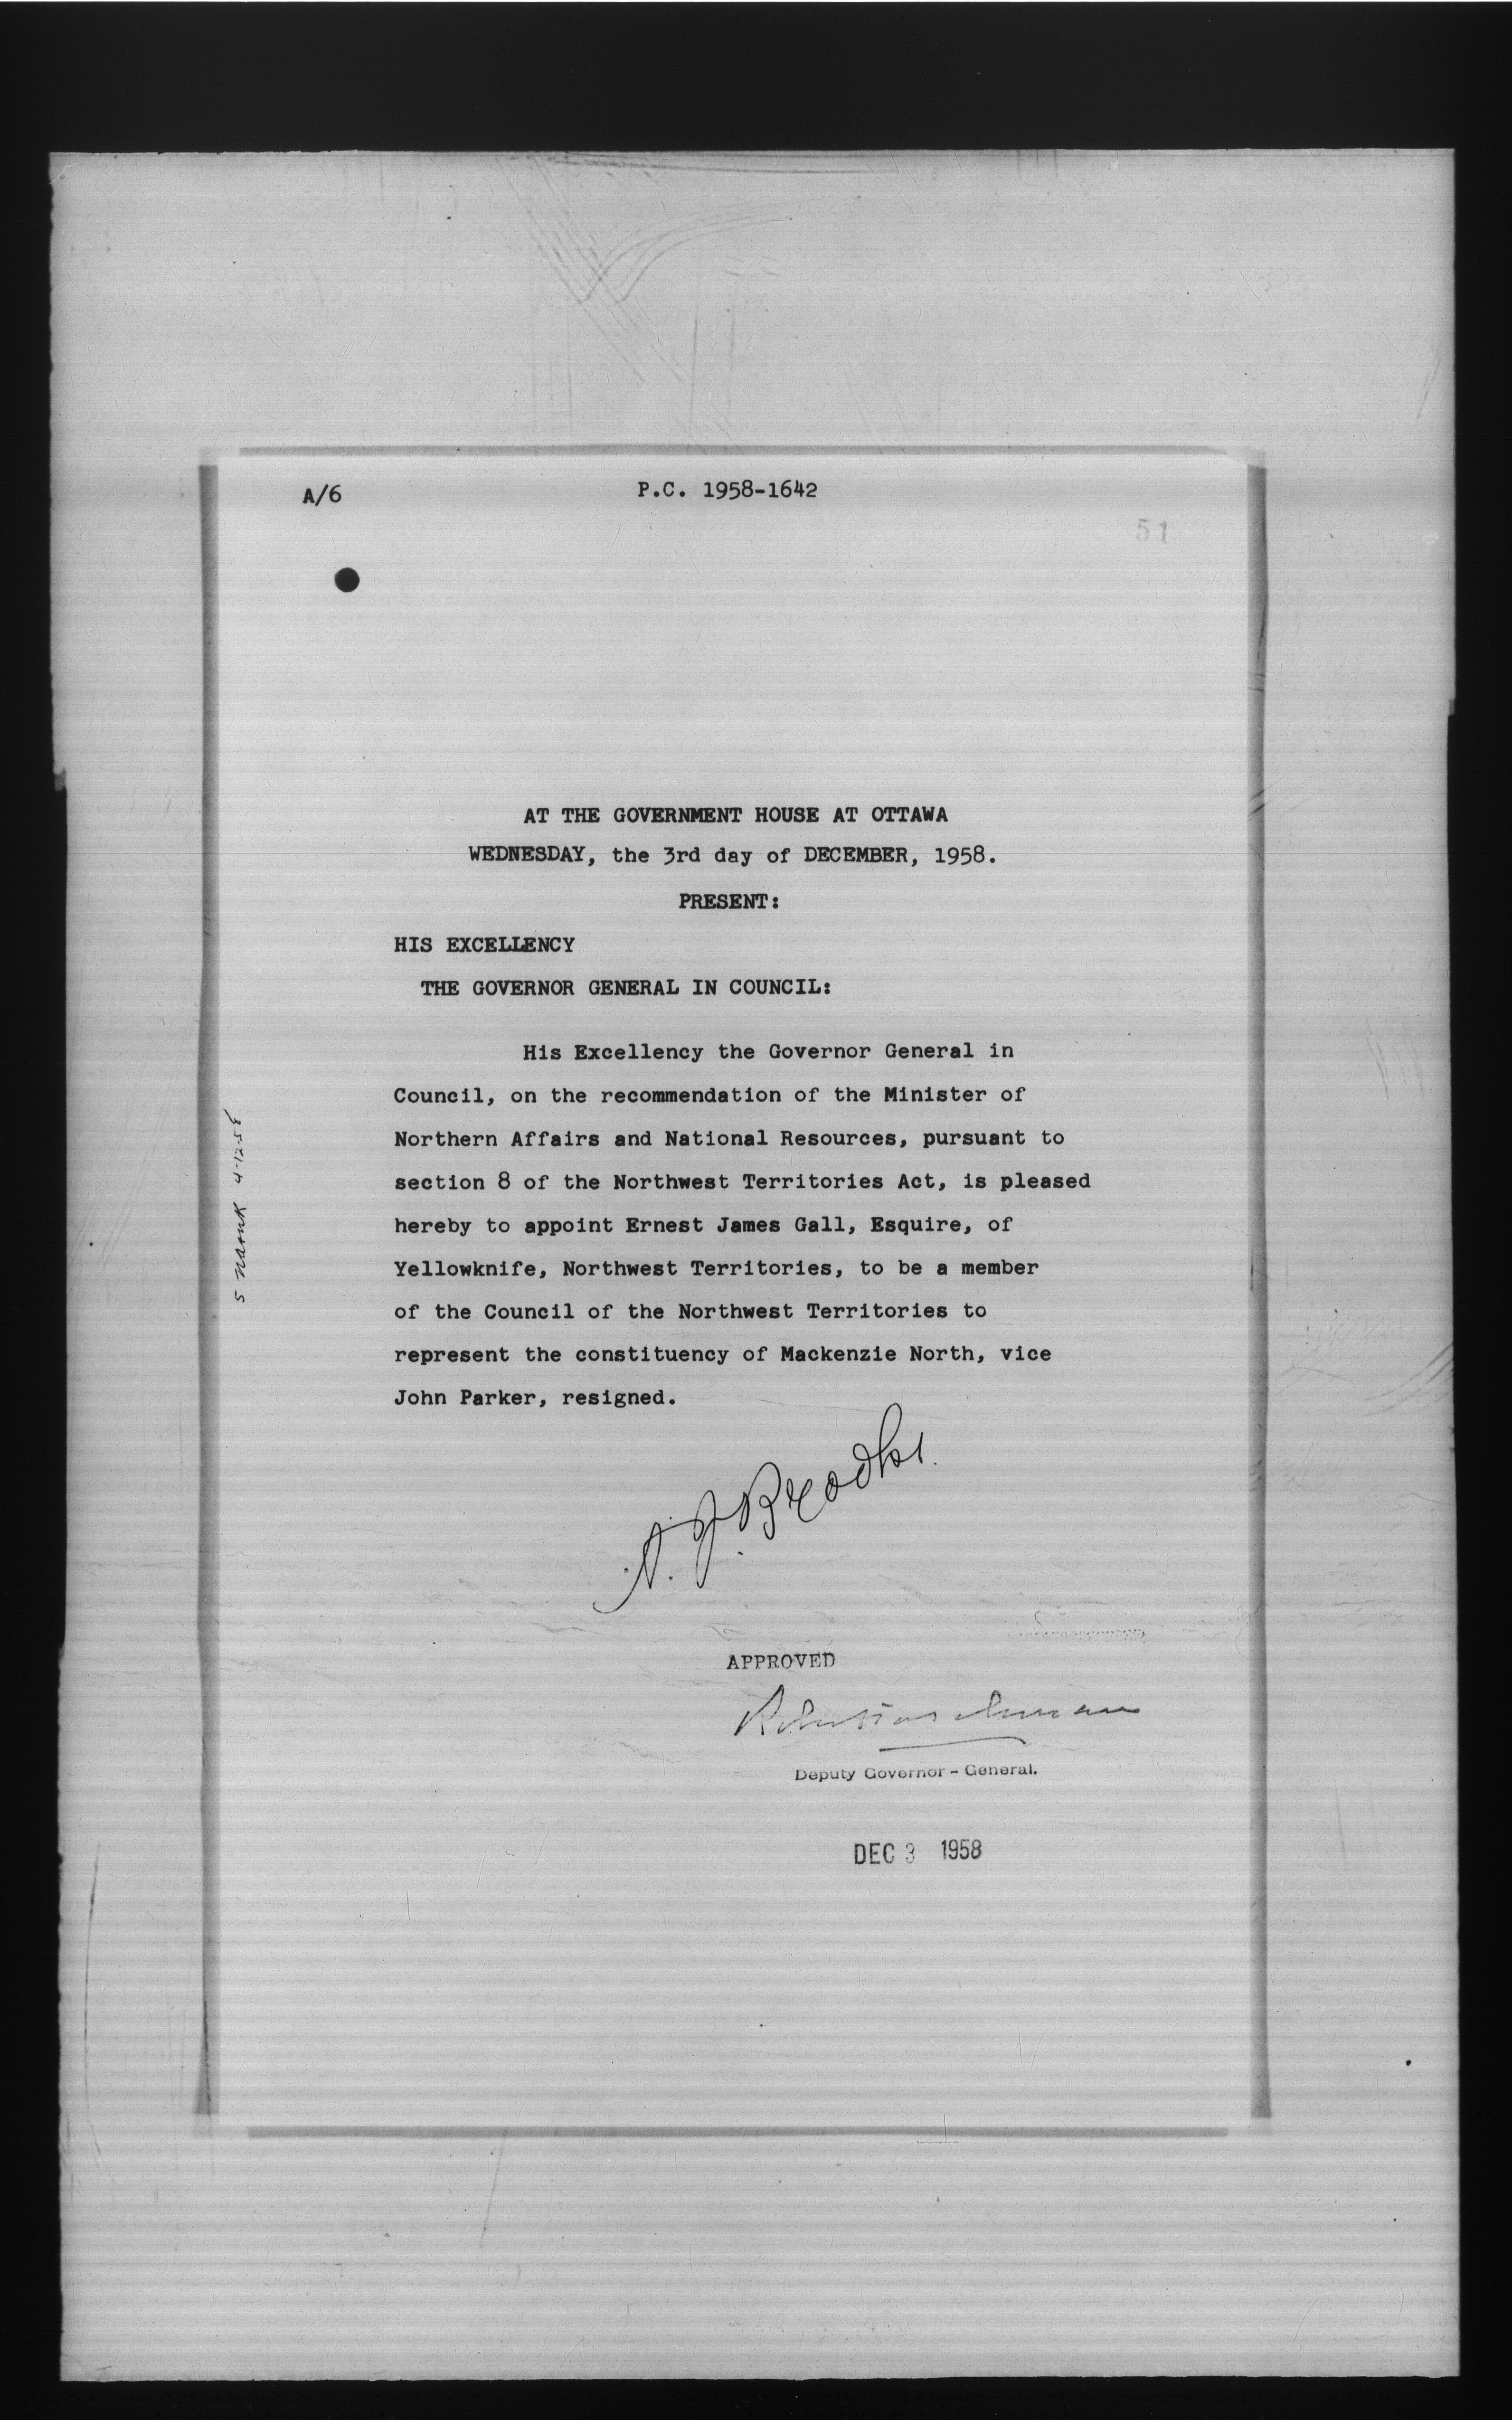 A/6
P.C. 1958-1642
51
AT THE GOVERNMENT HOUSE AT OTTAWA
WEDNESDAY, the 3rd day of DECEMBER, 1958.
PRESENT:
HIS EXCELLENCY
THE GOVERNOR GENERAL IN COUNCIL:
His Excellency the Governor General in
Council, on the recommendation of the Minister of
Northern Affairs and National Resources, pursuant to
section 8 of the Northwest Territories Act, is pleased
hereby to appoint Ernest James Gall, Esquire, of
Yellowknife, Northwest Territories, to be a member
of the Council of the Northwest Territories to
represent the constituency of Mackenzie North, vice
John Parker, resigned.
5 4-12-58
APPROVED
Deputy Governor - General.
DEC 3 1958